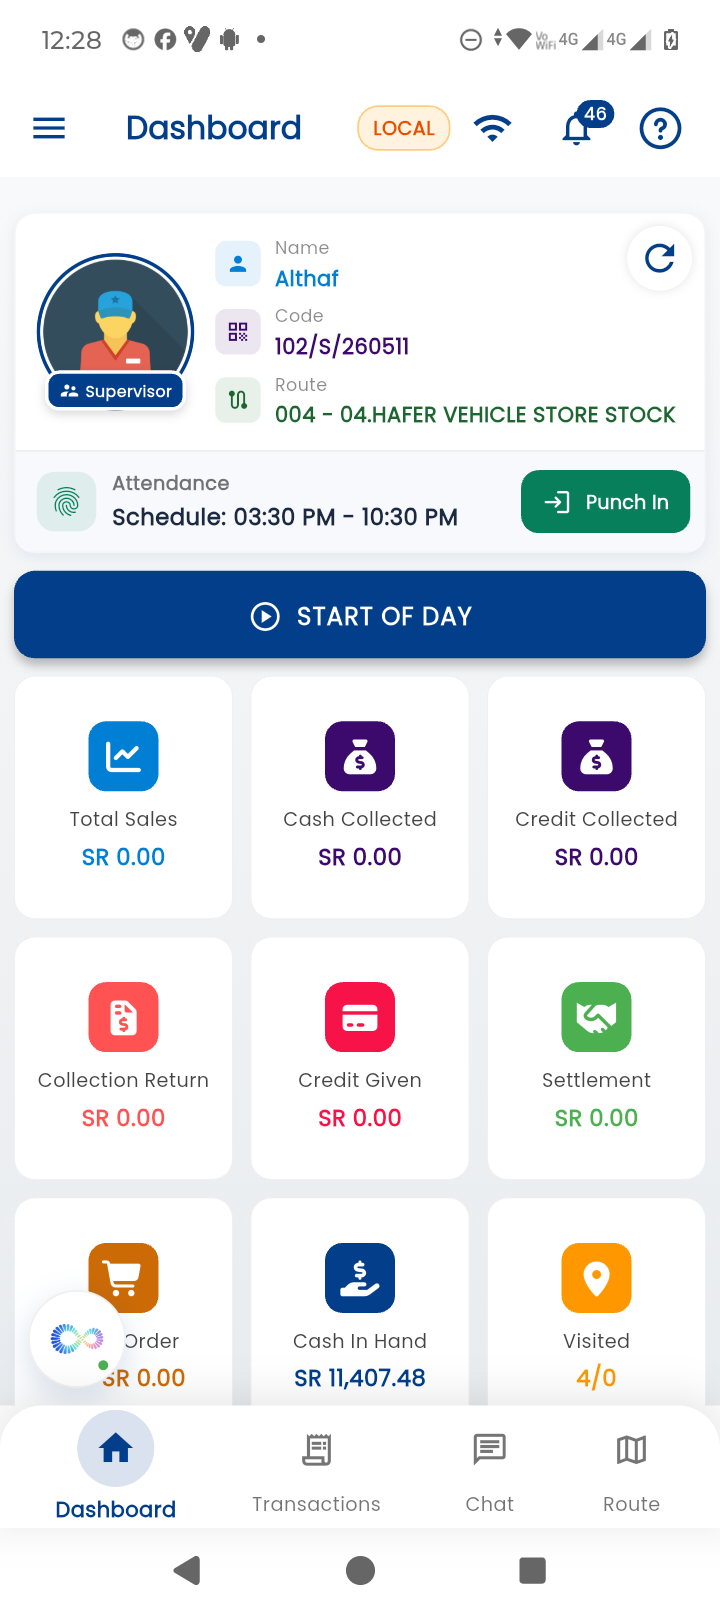 12:28
Vo WiFi 4G 4G
Dashboard
LOCAL
46
Name
Althaf
Code
102/S/260511
Route
004 - 04.HAFER VEHICLE STORE STOCK
Supervisor
Attendance
Schedule: 03:30 PM - 10:30 PM
Punch In
START OF DAY
Total Sales
SR 0.00
Cash Collected
SR 0.00
Credit Collected
SR 0.00
Collection Return
SR 0.00
Credit Given
SR 0.00
Settlement
SR 0.00
Order
SR 0.00
Cash In Hand
SR 11,407.48
Visited
4/0
Dashboard
Transactions
Chat
Route